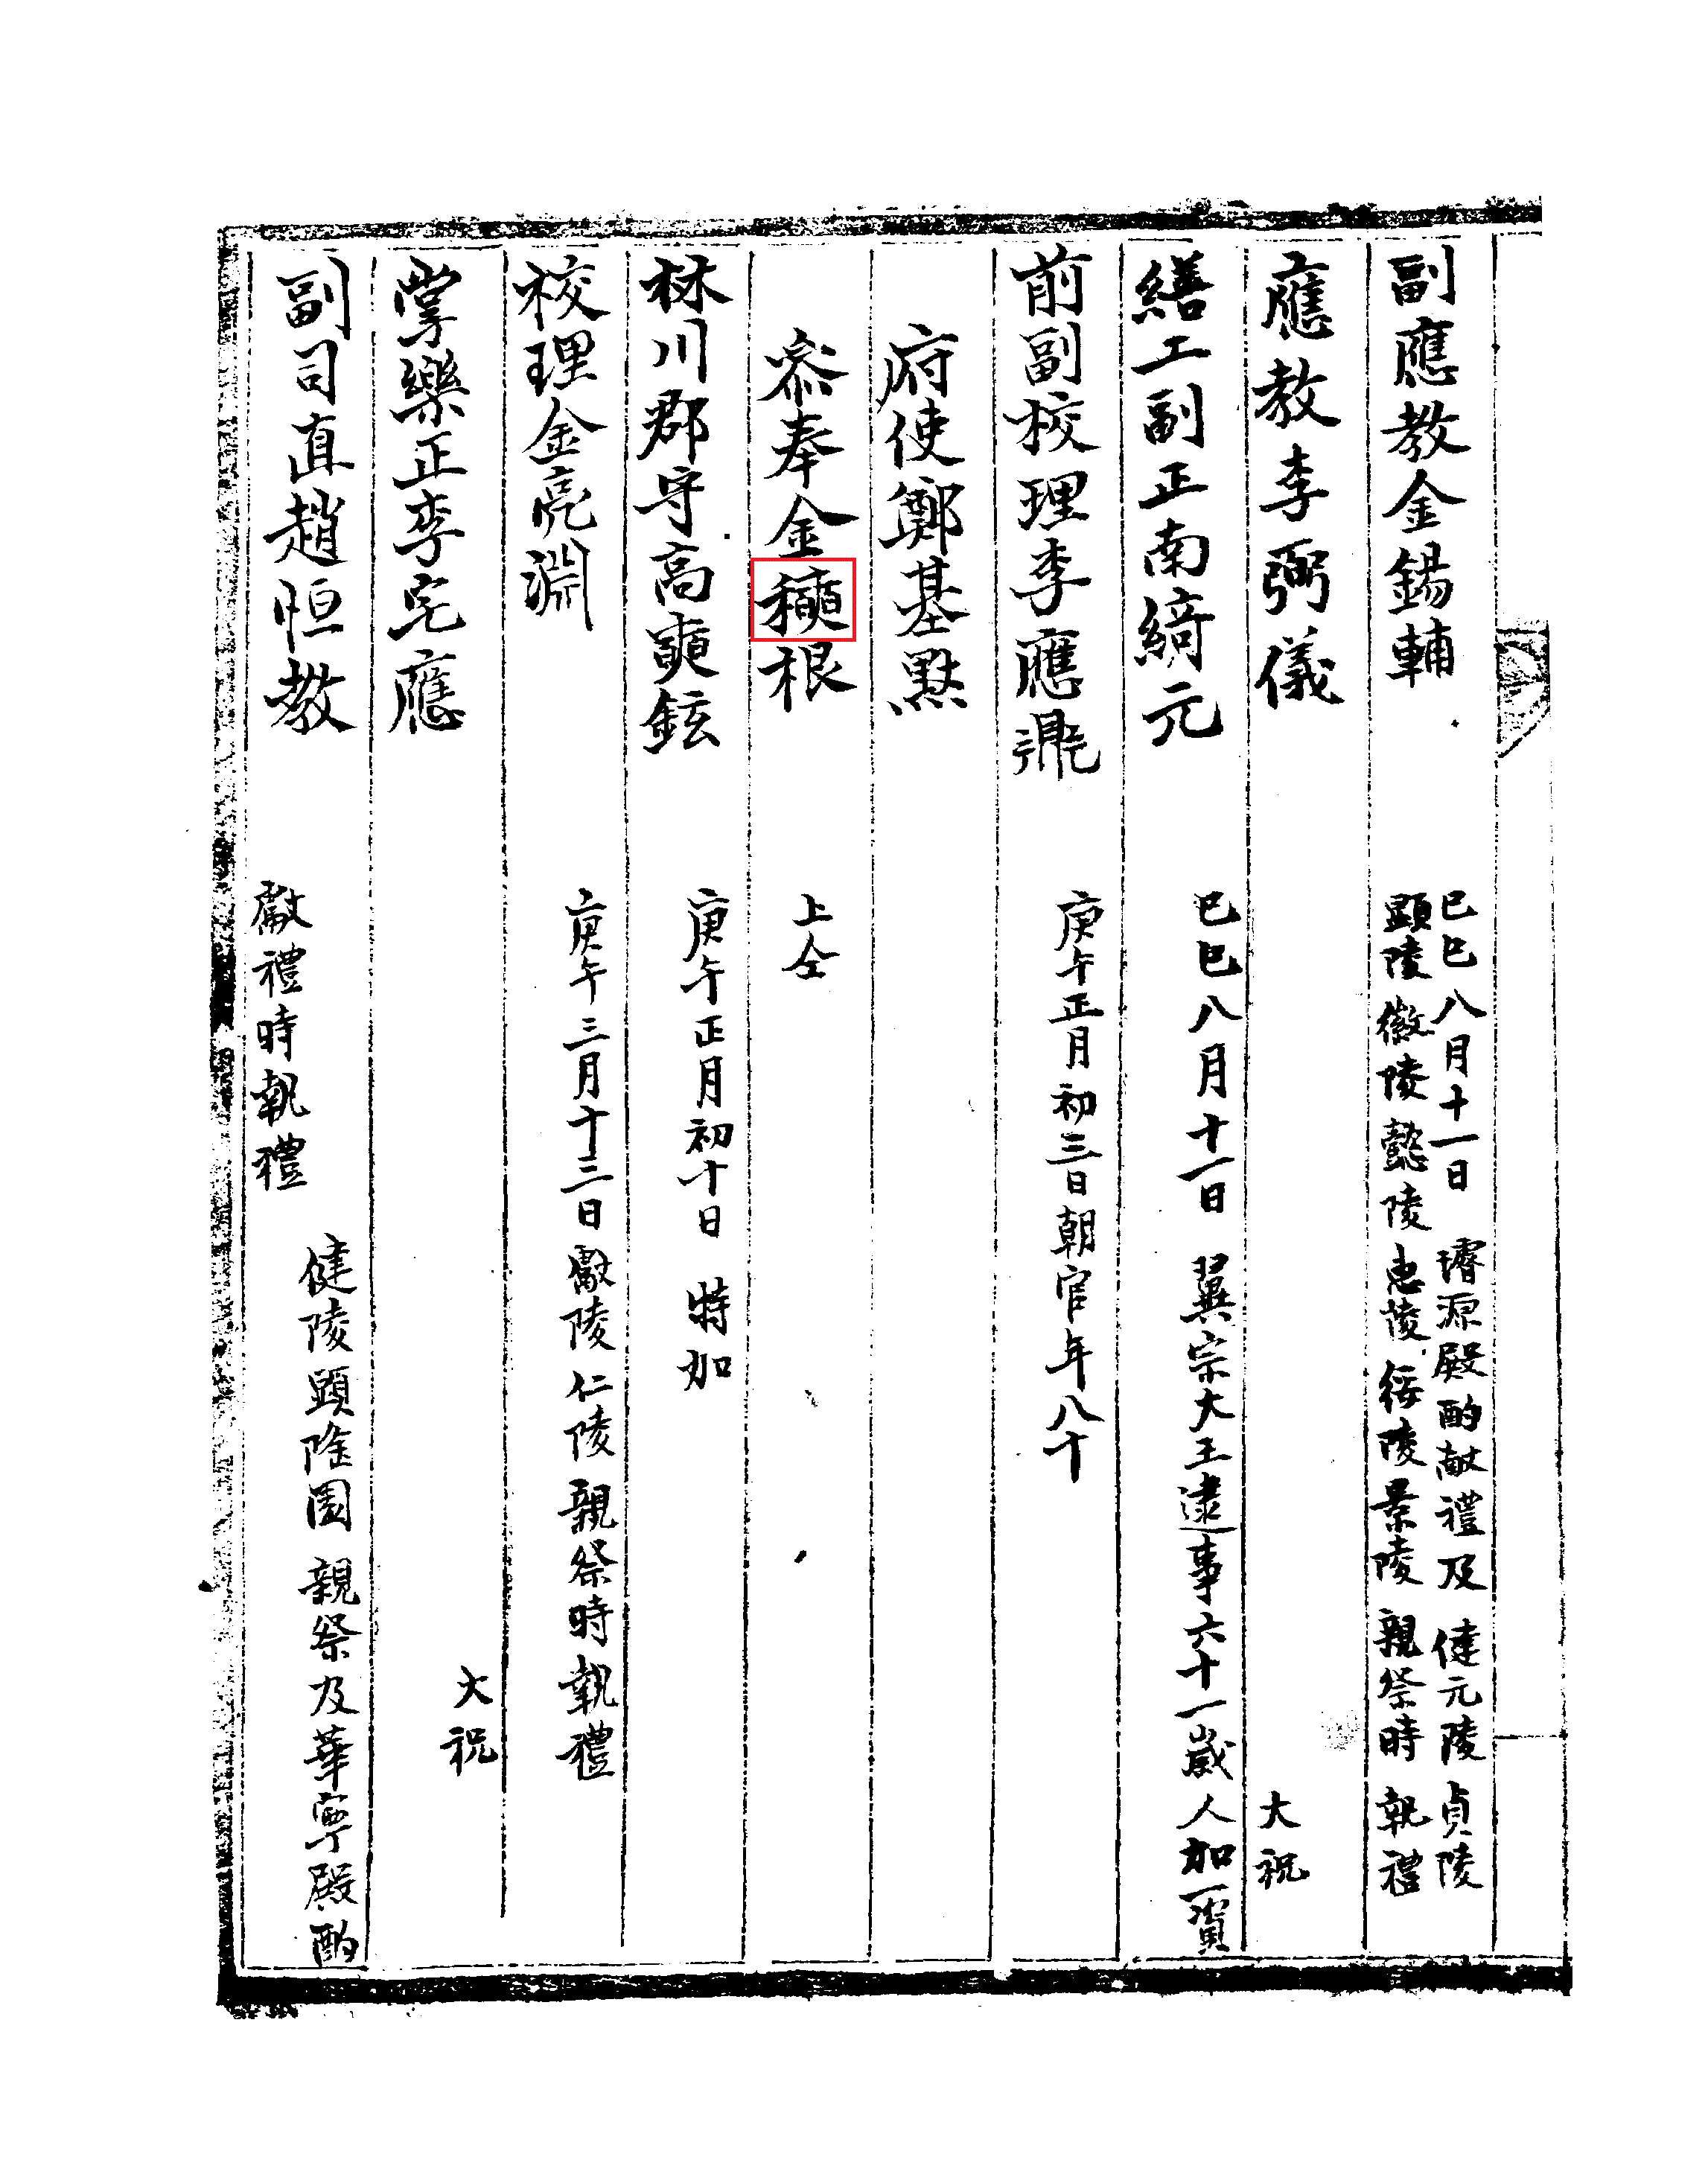 副應教金錫輔 己巳八月十一日 璿源殿酌献禮及 健元陵 貞陵
顯陵 徽陵 懿陵 惠陵 綏陵 景陵 親祭時 執禮
應教李弼儀 大祝
繕工副正南綺元 己巳八月十一日 翼宗大王逮事六十一歲人加一資
前副校理李應鼎 庚午正月初三日朝官年八十
府使鄭基㸃
叅奉金根 上仝
林川郡守高奭鉉 庚午正月初十日 特加
校理金亮淵 庚午三月十三日獻陵仁陵親祭時執禮
掌樂正李宅應 大祝
副司直趙恒教 健陵顯隆園 親祭及華寧殿酌
獻禮時執禮